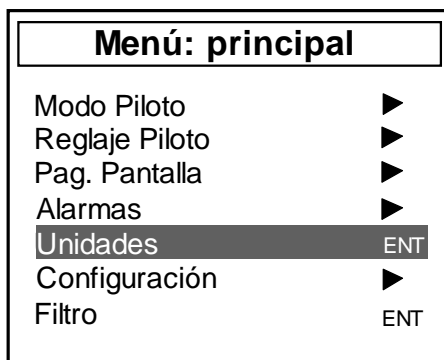 Menú: principal
Modo Piloto ▶
Reglaje Piloto ▶
Pag. Pantalla ▶
Alarmas ▶
Unidades ENT
Configuración ▶
Filtro ENT